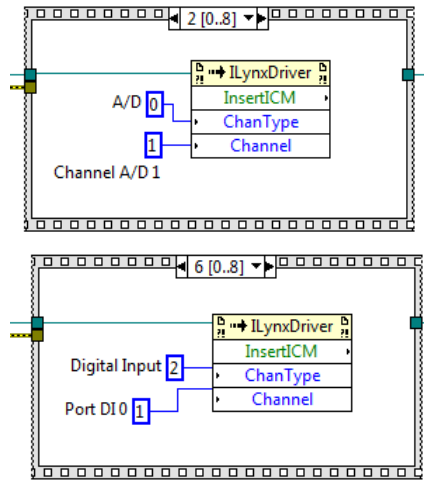 2 [0..8]
ILynxDriver
InsertICM
A/D 0
ChanType
1
Channel
Channel A/D 1
6 [0..8]
ILynxDriver
InsertICM
Digital Input 2
ChanType
Port DI 0 1
Channel